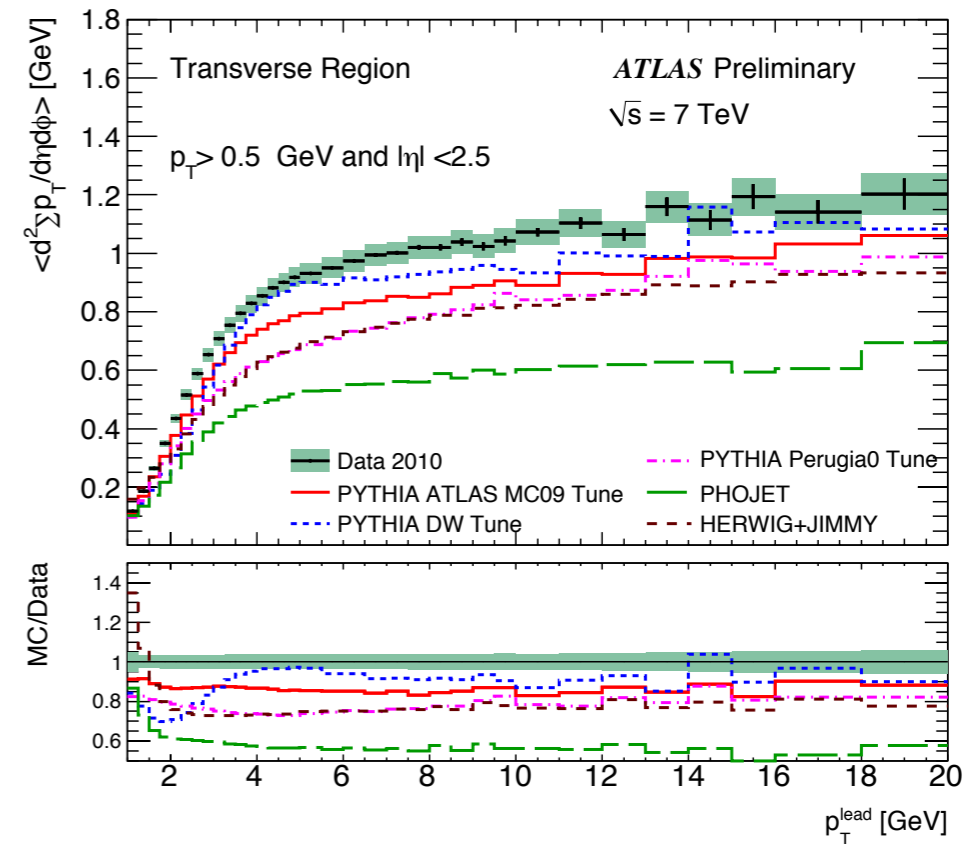 <d²∑p_T/dηdϕ> [GeV]
1.8
1.6
1.4
1.2
1
0.8
0.6
0.4
0.2
Transverse Region
ATLAS Preliminary
√s = 7 TeV
p_T> 0.5 GeV and |η| <2.5
Data 2010
PYTHIA ATLAS MC09 Tune
PYTHIA DW Tune
PYTHIA Perugia0 Tune
PHOJET
HERWIG+JIMMY
MC/Data
1.4
1.2
1
0.8
0.6
2 4 6 8 10 12 14 16 18 20
p_T^lead [GeV]